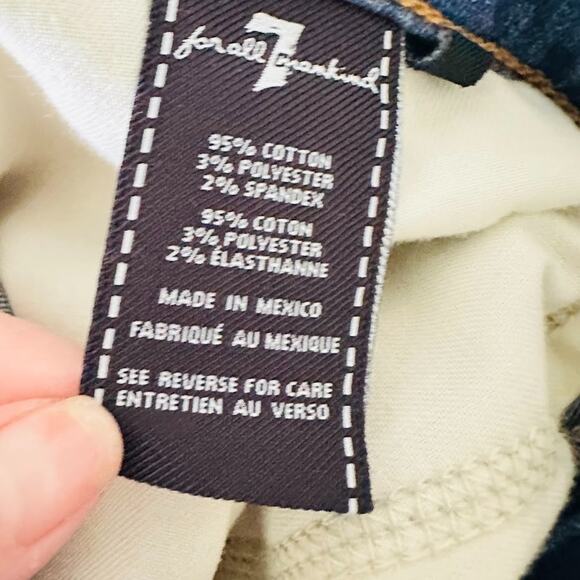 for all 7 mankind
95% COTTON
3% POLYESTER
2% SPANDEX
95% COTON
3% POLYESTER
2% ÉLASTHANNE
MADE IN MEXICO
FABRIQUÉ AU MEXIQUE
SEE REVERSE FOR CARE
ENTRETIEN AU VERSO